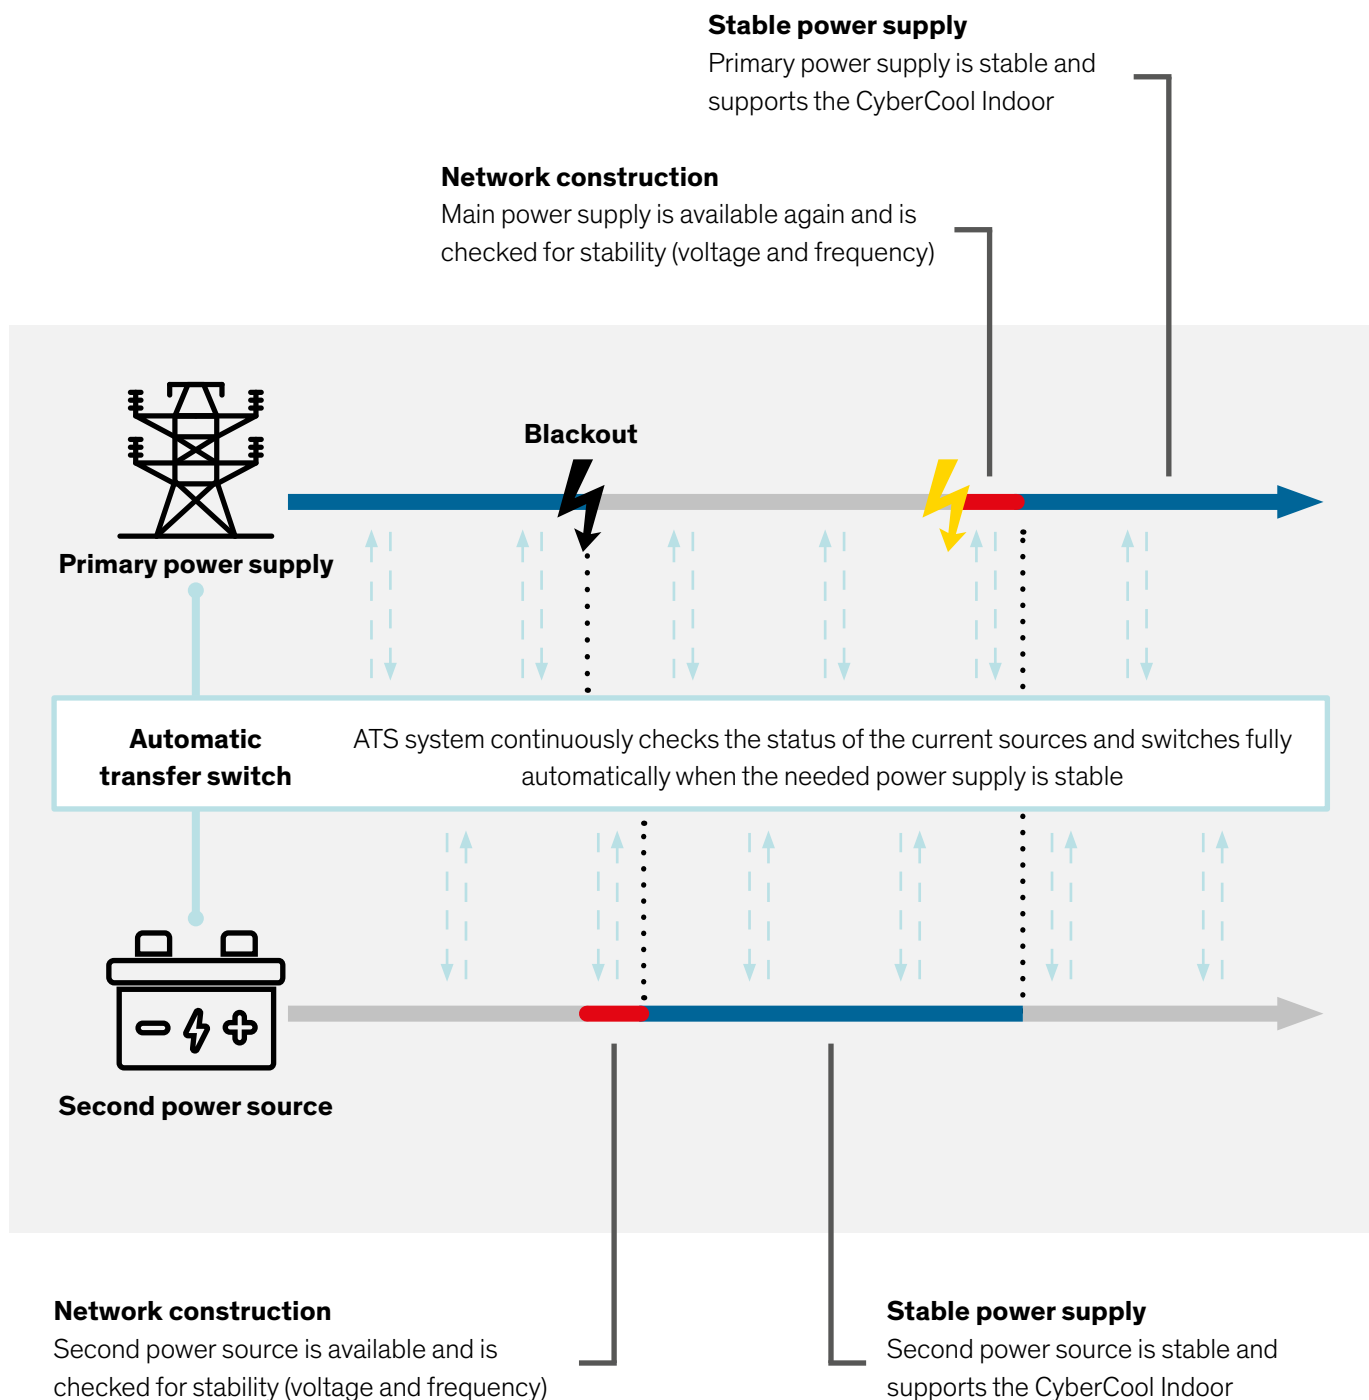 Stable power supply
Primary power supply is stable and
supports the CyberCool Indoor
Network construction
Main power supply is available again and is
checked for stability (voltage and frequency)
Blackout
Primary power supply
Automatic
transfer switch
ATS system continuously checks the status of the current sources and switches fully
automatically when the needed power supply is stable
Second power source
Network construction
Second power source is available and is
checked for stability (voltage and frequency)
Stable power supply
Second power source is stable and
supports the CyberCool Indoor